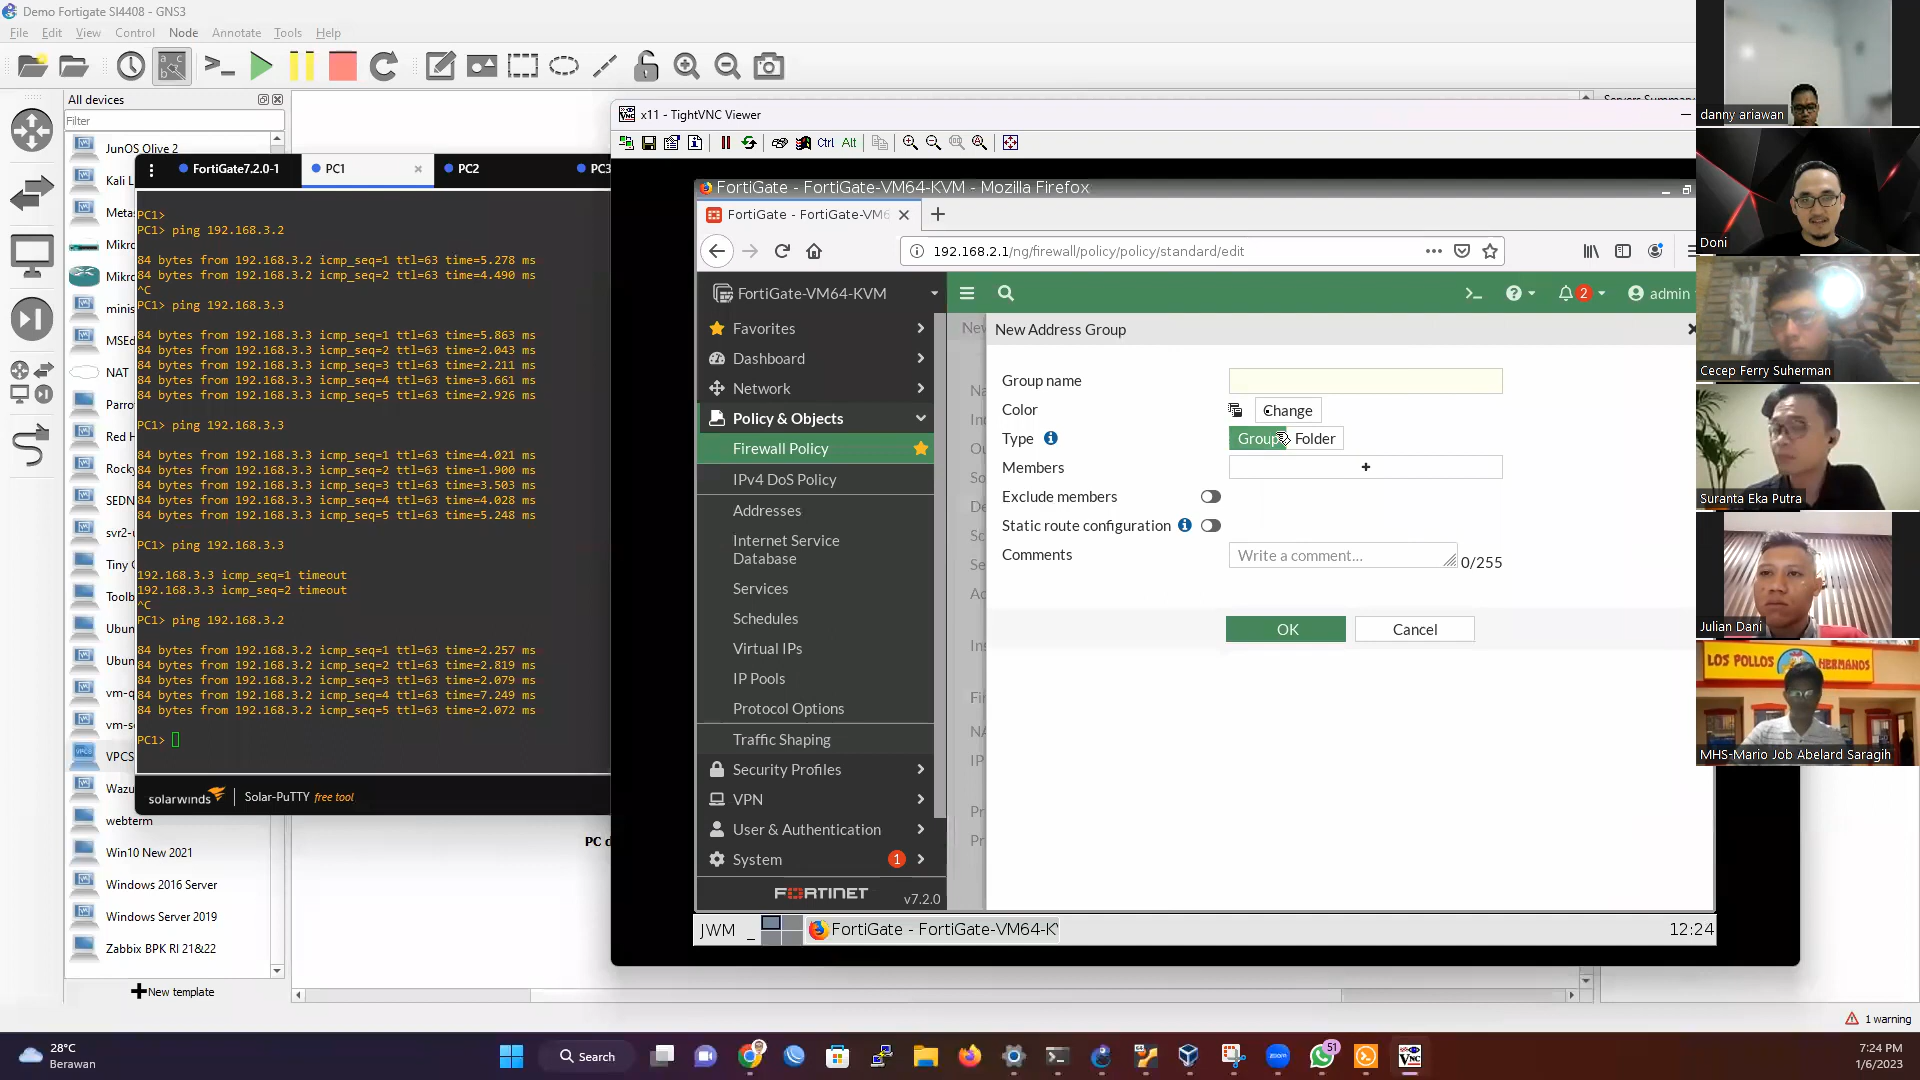 Demo Fortigate SI4408 - GNS3
File Edit View Control Node Annotate Tools Help
All devices
Filter
JunOS Olive 2
Kali L
Metas
Mikro
Mikro
minis
MSEd
NAT
Parro
Red H
Rocky
SEDN
svr2-u
Tiny C
Toolb
Ubun
Ubun
vm-q
vm-s
VPCS
Wazu
webterm
Win10 New 2021
Windows 2016 Server
Windows Server 2019
Zabbix BPK RI 21&22
New template
FortiGate7.2.0-1 PC1 PC2 PC3
PC1>
PC1> ping 192.168.3.2
84 bytes from 192.168.3.2 icmp_seq=1 ttl=63 time=5.278 ms
84 bytes from 192.168.3.2 icmp_seq=2 ttl=63 time=4.490 ms
^C
PC1> ping 192.168.3.3
84 bytes from 192.168.3.3 icmp_seq=1 ttl=63 time=5.863 ms
84 bytes from 192.168.3.3 icmp_seq=2 ttl=63 time=2.043 ms
84 bytes from 192.168.3.3 icmp_seq=3 ttl=63 time=2.211 ms
84 bytes from 192.168.3.3 icmp_seq=4 ttl=63 time=3.661 ms
84 bytes from 192.168.3.3 icmp_seq=5 ttl=63 time=2.926 ms
PC1> ping 192.168.3.3
84 bytes from 192.168.3.3 icmp_seq=1 ttl=63 time=4.021 ms
84 bytes from 192.168.3.3 icmp_seq=2 ttl=63 time=1.900 ms
84 bytes from 192.168.3.3 icmp_seq=3 ttl=63 time=3.503 ms
84 bytes from 192.168.3.3 icmp_seq=4 ttl=63 time=4.028 ms
84 bytes from 192.168.3.3 icmp_seq=5 ttl=63 time=5.248 ms
PC1> ping 192.168.3.3
192.168.3.3 icmp_seq=1 timeout
192.168.3.3 icmp_seq=2 timeout
^C
PC1> ping 192.168.3.2
84 bytes from 192.168.3.2 icmp_seq=1 ttl=63 time=2.257 ms
84 bytes from 192.168.3.2 icmp_seq=2 ttl=63 time=2.819 ms
84 bytes from 192.168.3.2 icmp_seq=3 ttl=63 time=2.079 ms
84 bytes from 192.168.3.2 icmp_seq=4 ttl=63 time=7.249 ms
84 bytes from 192.168.3.2 icmp_seq=5 ttl=63 time=2.072 ms
PC1>
solarwinds Solar-PuTTY free tool
PC d
Servers Summary
x11 - TightVNC Viewer
Ctrl Alt
FortiGate - FortiGate-VM64-KVM - Mozilla Firefox
FortiGate - FortiGate-VM6
192.168.2.1/ng/firewall/policy/policy/standard/edit
FortiGate-VM64-KVM
2 admin
Favorites
Dashboard
Network
Policy & Objects
Firewall Policy
IPv4 DoS Policy
Addresses
Internet Service
Database
Services
Schedules
Virtual IPs
IP Pools
Protocol Options
Traffic Shaping
Security Profiles
VPN
User & Authentication
System 1
FORTINET v7.2.0
New Address Group
Group name
Color Change
Type Group Folder
Members +
Exclude members
Static route configuration
Comments Write a comment... 0/255
OK Cancel
JWM FortiGate - FortiGate-VM64-KV 12:24
danny ariawan
Doni
Cecep Ferry Suherman
Suranta Eka Putra
Julian Dani
LOS POLLOS HERMANOS
MHS-Mario Job Abelard Saragih
1 warning
28°C
Berawan
Search
51
7:24 PM
1/6/2023